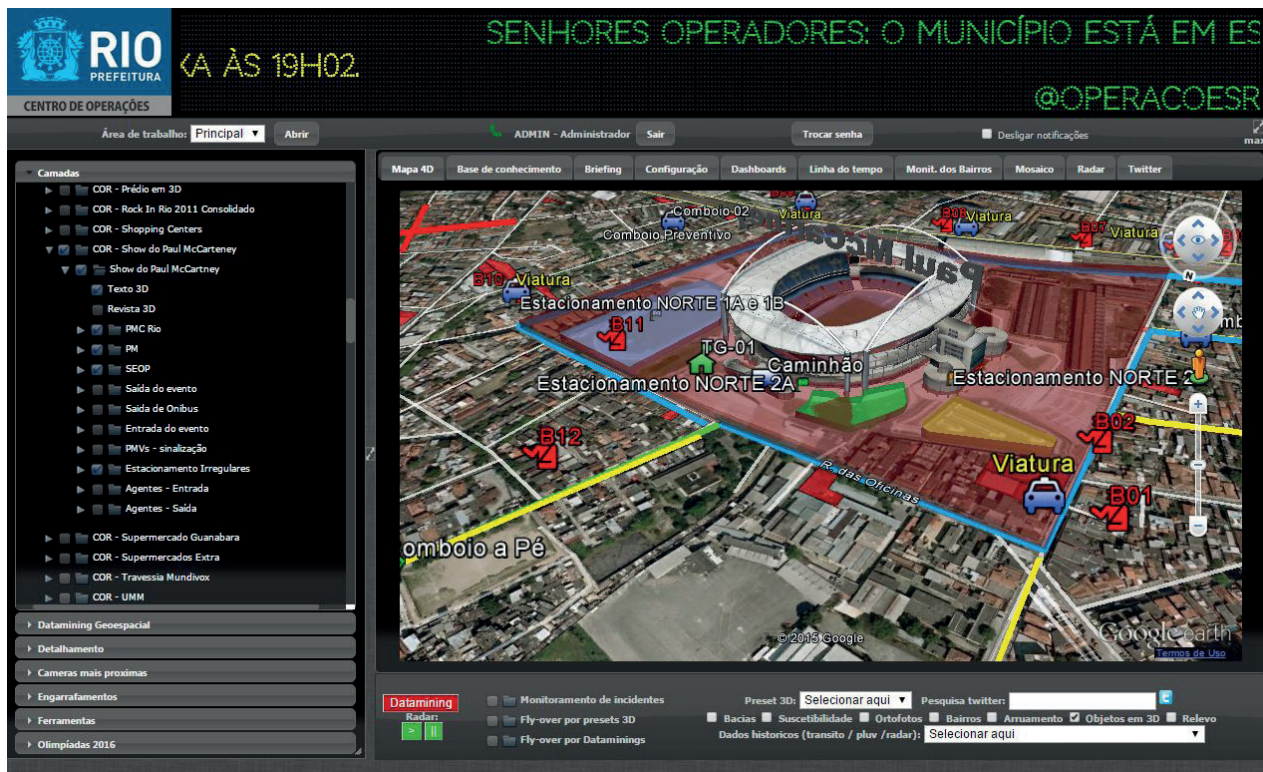 RIO
PREFEITURA
CENTRO DE OPERAÇÕES
SENHORES OPERADORES: O MUNICÍPIO ESTÁ EM ES
XA ÀS 19H02.
@OPERACOESR
Área de trabalho: Principal Abrir
ADMIN - Administrador Sair
Trocar senha
Desligar notificações
max
Camadas
COR - Prédio em 3D
COR - Rock In Rio 2011 Consolidado
COR - Shopping Centers
COR - Show do Paul McCarteney
Show do Paul McCartney
Texto 3D
Revista 3D
PMC Rio
PM
SEOP
Saída do evento
Saida de Onibus
Entrada do evento
PMVs - sinalização
Estacionamento Irregulares
Agentes - Entrada
Agentes - Saída
COR - Supermercado Guanabara
COR - Supermercados Extra
COR - Travessia Mundivox
COR - UMM
Datamining Geoespacial
Detalhamento
Cameras mais proximas
Engarrafamentos
Ferramentas
Olimpíadas 2016
Mapa 4D Base de conhecimento Briefing Configuração Dashboards Linha do tempo Monit. dos Bairros Mosaico Radar Twitter
Comboio 02
Viatura
B08 Viatura
B07
Viatura
Comboio Preventivo
Paul McCart
B10 Viatura
Estacionamento NORTE 1A e 1B
B11
TG-01
Caminhão
Estacionamento NORTE 2A
Estacionamento NORTE 2
B12
B02
R. das Oficinas
Viatura
B01
omboio a Pé
N
© 2015 Google
Google earth
Termos de Uso
Datamining
Radar:
> ||
Monitoramento de incidentes
Fly-over por presets 3D
Fly-over por Dataminings
Preset 3D: Selecionar aqui Pesquisa twitter:
Bacias Suscetibilidade Ortofotos Bairros Arruamento Objetos em 3D Relevo
Dados historicos (transito / pluv /radar): Selecionar aqui